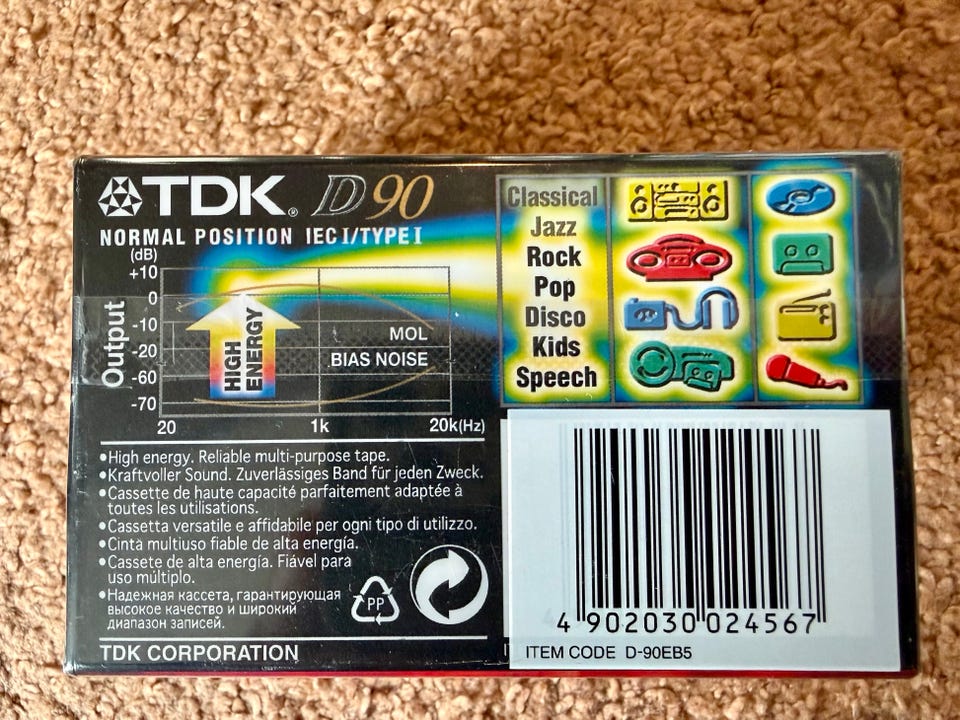 TDK® D90
NORMAL POSITION IEC I/TYPE I
(dB)
+10
0
-10
-20
-60
-70
Output
HIGH
ENERGY
MOL
BIAS NOISE
20 1k 20k(Hz)
Classical
Jazz
Rock
Pop
Disco
Kids
Speech
•High energy. Reliable multi-purpose tape.
•Kraftvoller Sound. Zuverlässiges Band für jeden Zweck.
•Cassette de haute capacité parfaitement adaptée à
toutes les utilisations.
•Cassetta versatile e affidabile per ogni tipo di utilizzo.
•Cinta multiuso fiable de alta energía.
•Cassete de alta energía. Fiável para
uso múltiplo.
•Надежная кассета, гарантирующая
высокое качество и широкий
диапазон записей.
PP
TDK CORPORATION
4 902030 024567
ITEM CODE D-90EB5